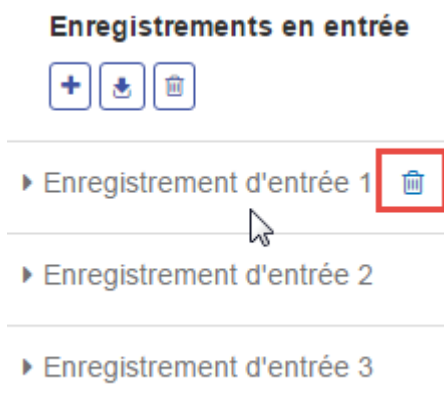 Enregistrements en entrée
Enregistrement d'entrée 1
Enregistrement d'entrée 2
Enregistrement d'entrée 3